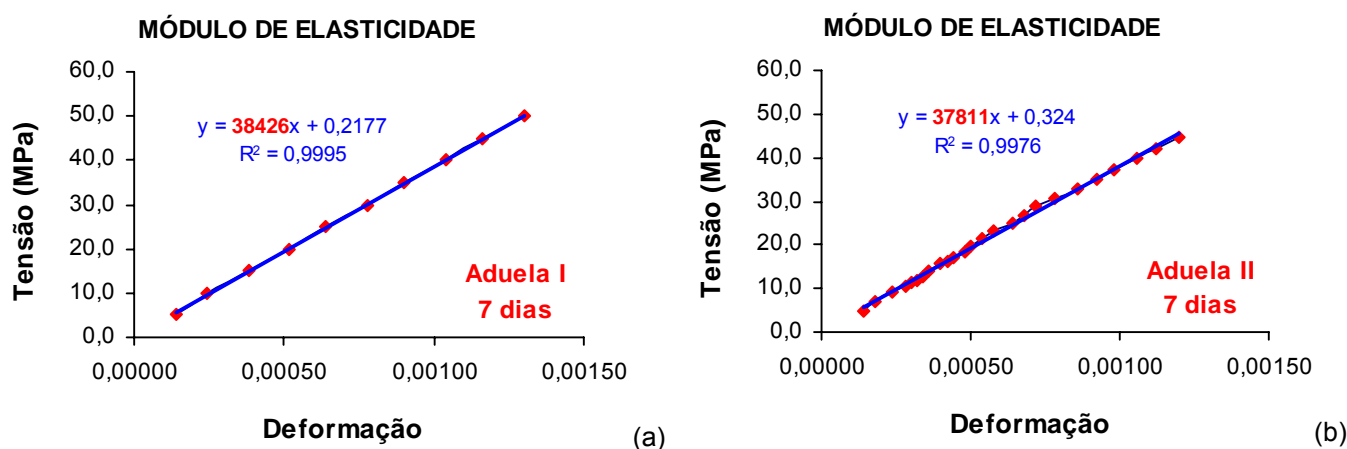 MÓDULO DE ELASTICIDADE
60,0
50,0
40,0
30,0
20,0
10,0
0,0
Tensão (MPa)
y = 38426x + 0,2177
R² = 0,9995
Aduela I
7 dias
0,00000 0,00050 0,00100 0,00150
Deformação
(a)
MÓDULO DE ELASTICIDADE
60,0
50,0
40,0
30,0
20,0
10,0
0,0
Tensão (MPa)
y = 37811x + 0,324
R² = 0,9976
Aduela II
7 dias
0,00000 0,00050 0,00100 0,00150
Deformação
(b)